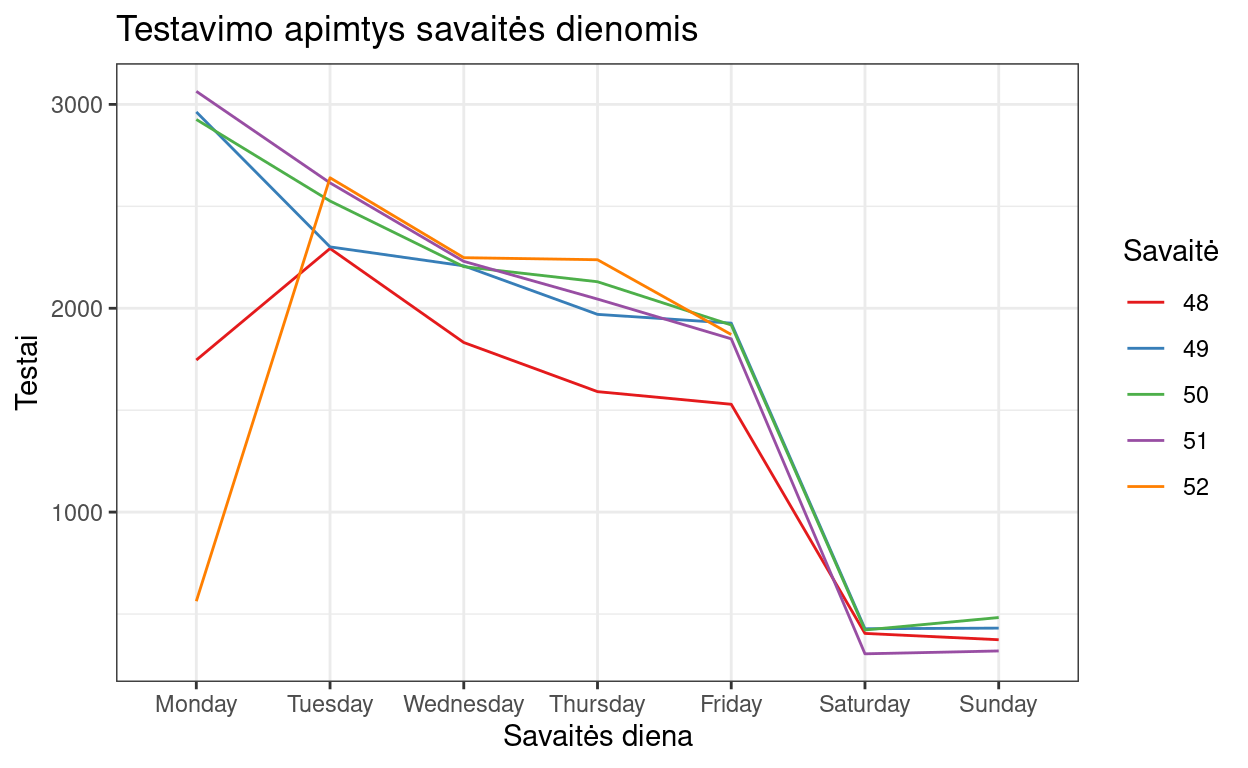 Testavimo apimtys savaitės dienomis
3000
2000
1000
Testai
Monday Tuesday Wednesday Thursday Friday Saturday Sunday
Savaitės diena
Savaitė
48
49
50
51
52